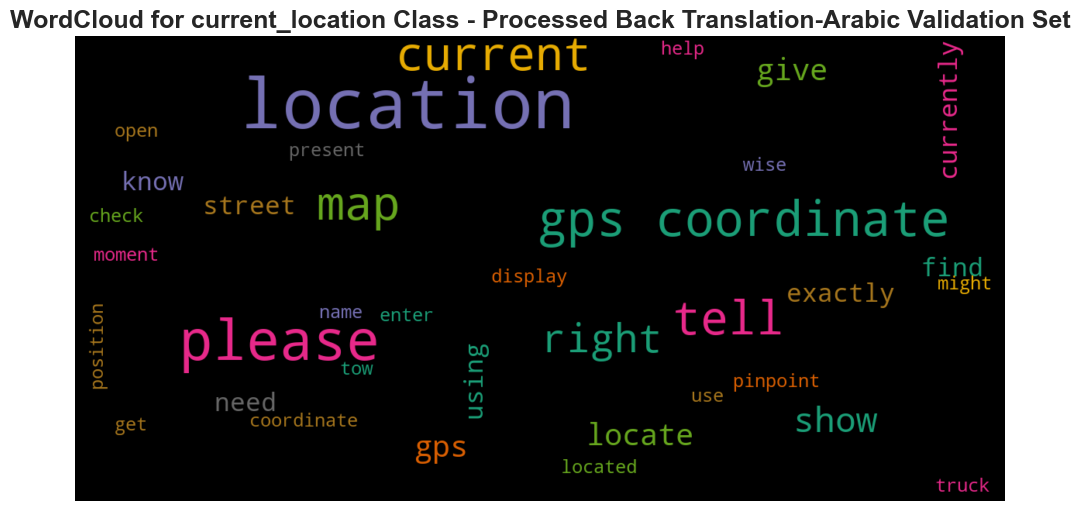 WordCloud for current_location Class - Processed Back Translation-Arabic Validation Set
current
help
give
currently
location
open
present
wise
know
street
map
check
gps coordinate
moment
find
display
might
exactly
position
name
enter
please
right
tell
using
tow
pinpoint
need
use
get
coordinate
gps
locate
show
located
truck